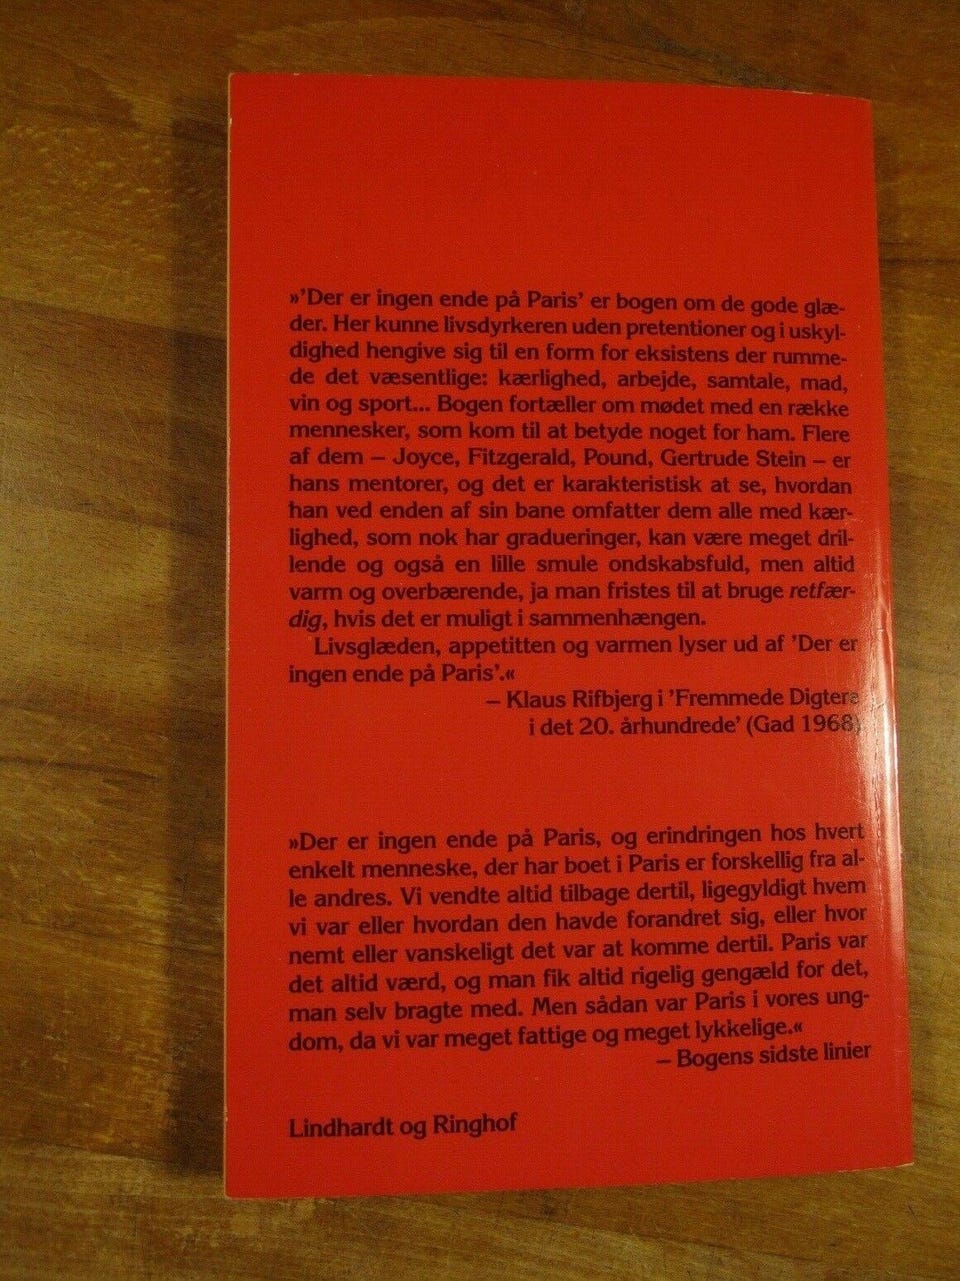 »'Der er ingen ende på Paris' er bogen om de gode glæ-
der. Her kunne livsdyrkeren uden pretentioner og i uskyl-
dighed hengive sig til en form for eksistens der rumme-
de det væsentlige: kærlighed, arbejde, samtale, mad,
vin og sport... Bogen fortæller om mødet med en række
mennesker, som kom til at betyde noget for ham. Flere
af dem – Joyce, Fitzgerald, Pound, Gertrude Stein – er
hans mentorer, og det er karakteristisk at se, hvordan
han ved enden af sin bane omfatter dem alle med kær-
lighed, som nok har gradueringer, kan være meget dril-
lende og også en lille smule ondskabsfuld, men altid
varm og overbærende, ja man fristes til at bruge retfær-
dig, hvis det er muligt i sammenhængen.
Livsglæden, appetitten og varmen lyser ud af 'Der er
ingen ende på Paris'.«
– Klaus Rifbjerg i 'Fremmede Digtere
i det 20. århundrede' (Gad 1968)
»Der er ingen ende på Paris, og erindringen hos hvert
enkelt menneske, der har boet i Paris er forskellig fra al-
le andres. Vi vendte altid tilbage dertil, ligegyldigt hvem
vi var eller hvordan den havde forandret sig, eller hvor
nemt eller vanskeligt det var at komme dertil. Paris var
det altid værd, og man fik altid rigelig gengæld for det,
man selv bragte med. Men sådan var Paris i vores ung-
dom, da vi var meget fattige og meget lykkelige.«
– Bogens sidste linier
Lindhardt og Ringhof